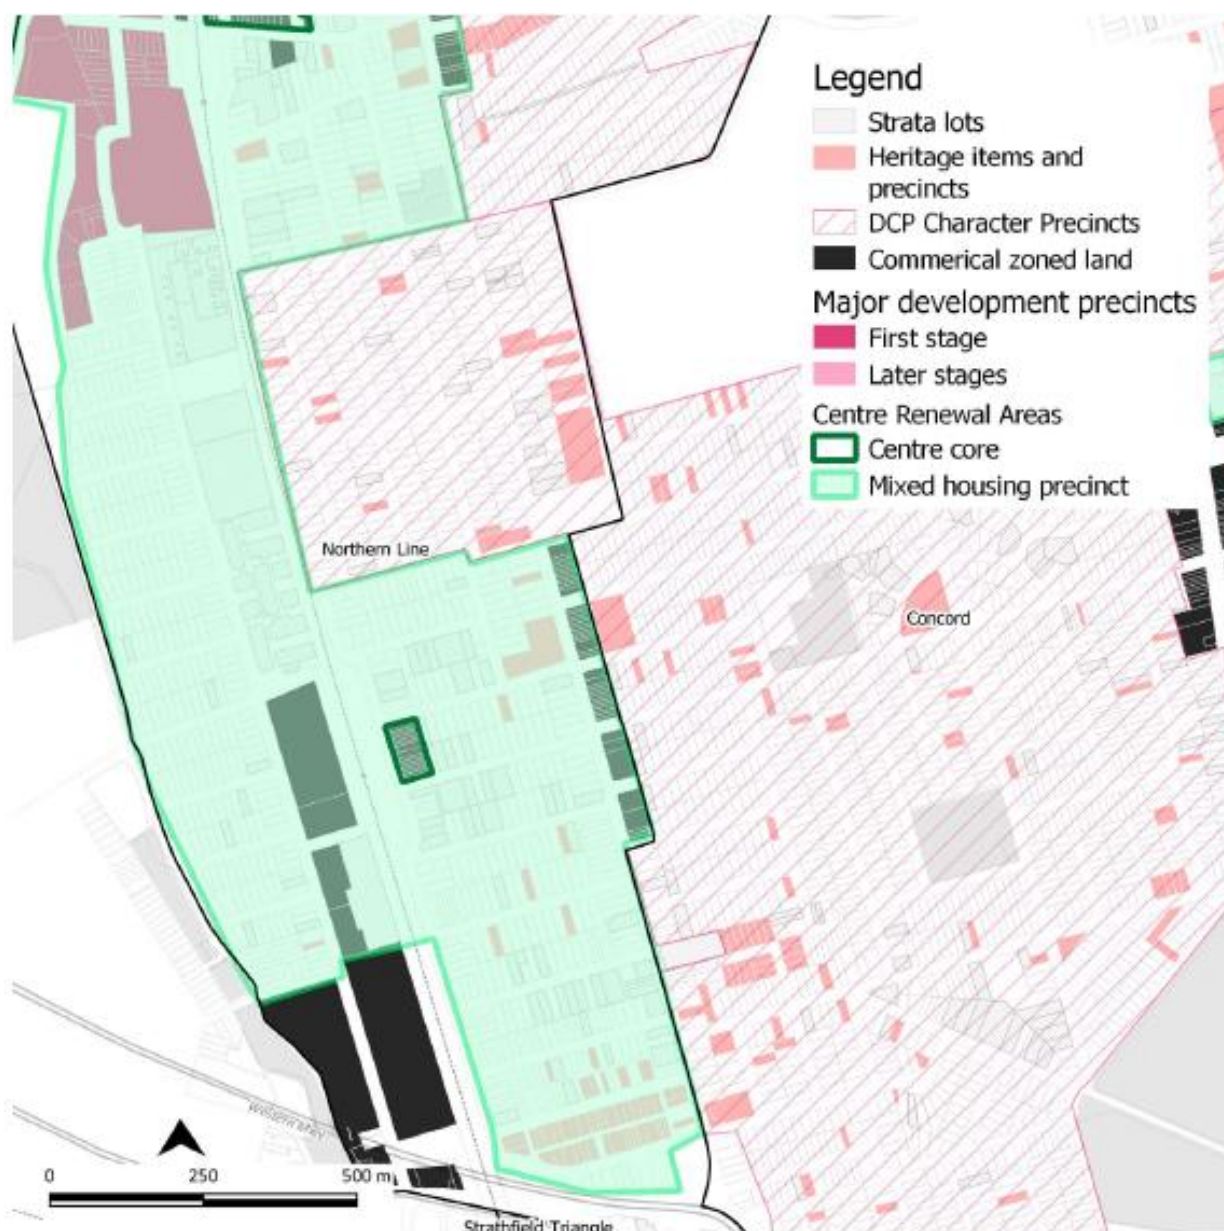 Legend
Strata lots
Heritage items and
precincts
DCP Character Precincts
Commerical zoned land
Major development precincts
First stage
Later stages
Centre Renewal Areas
Centre core
Mixed housing precinct
Northern Line
Concord
0 250 500 m
Strathfield Triangle